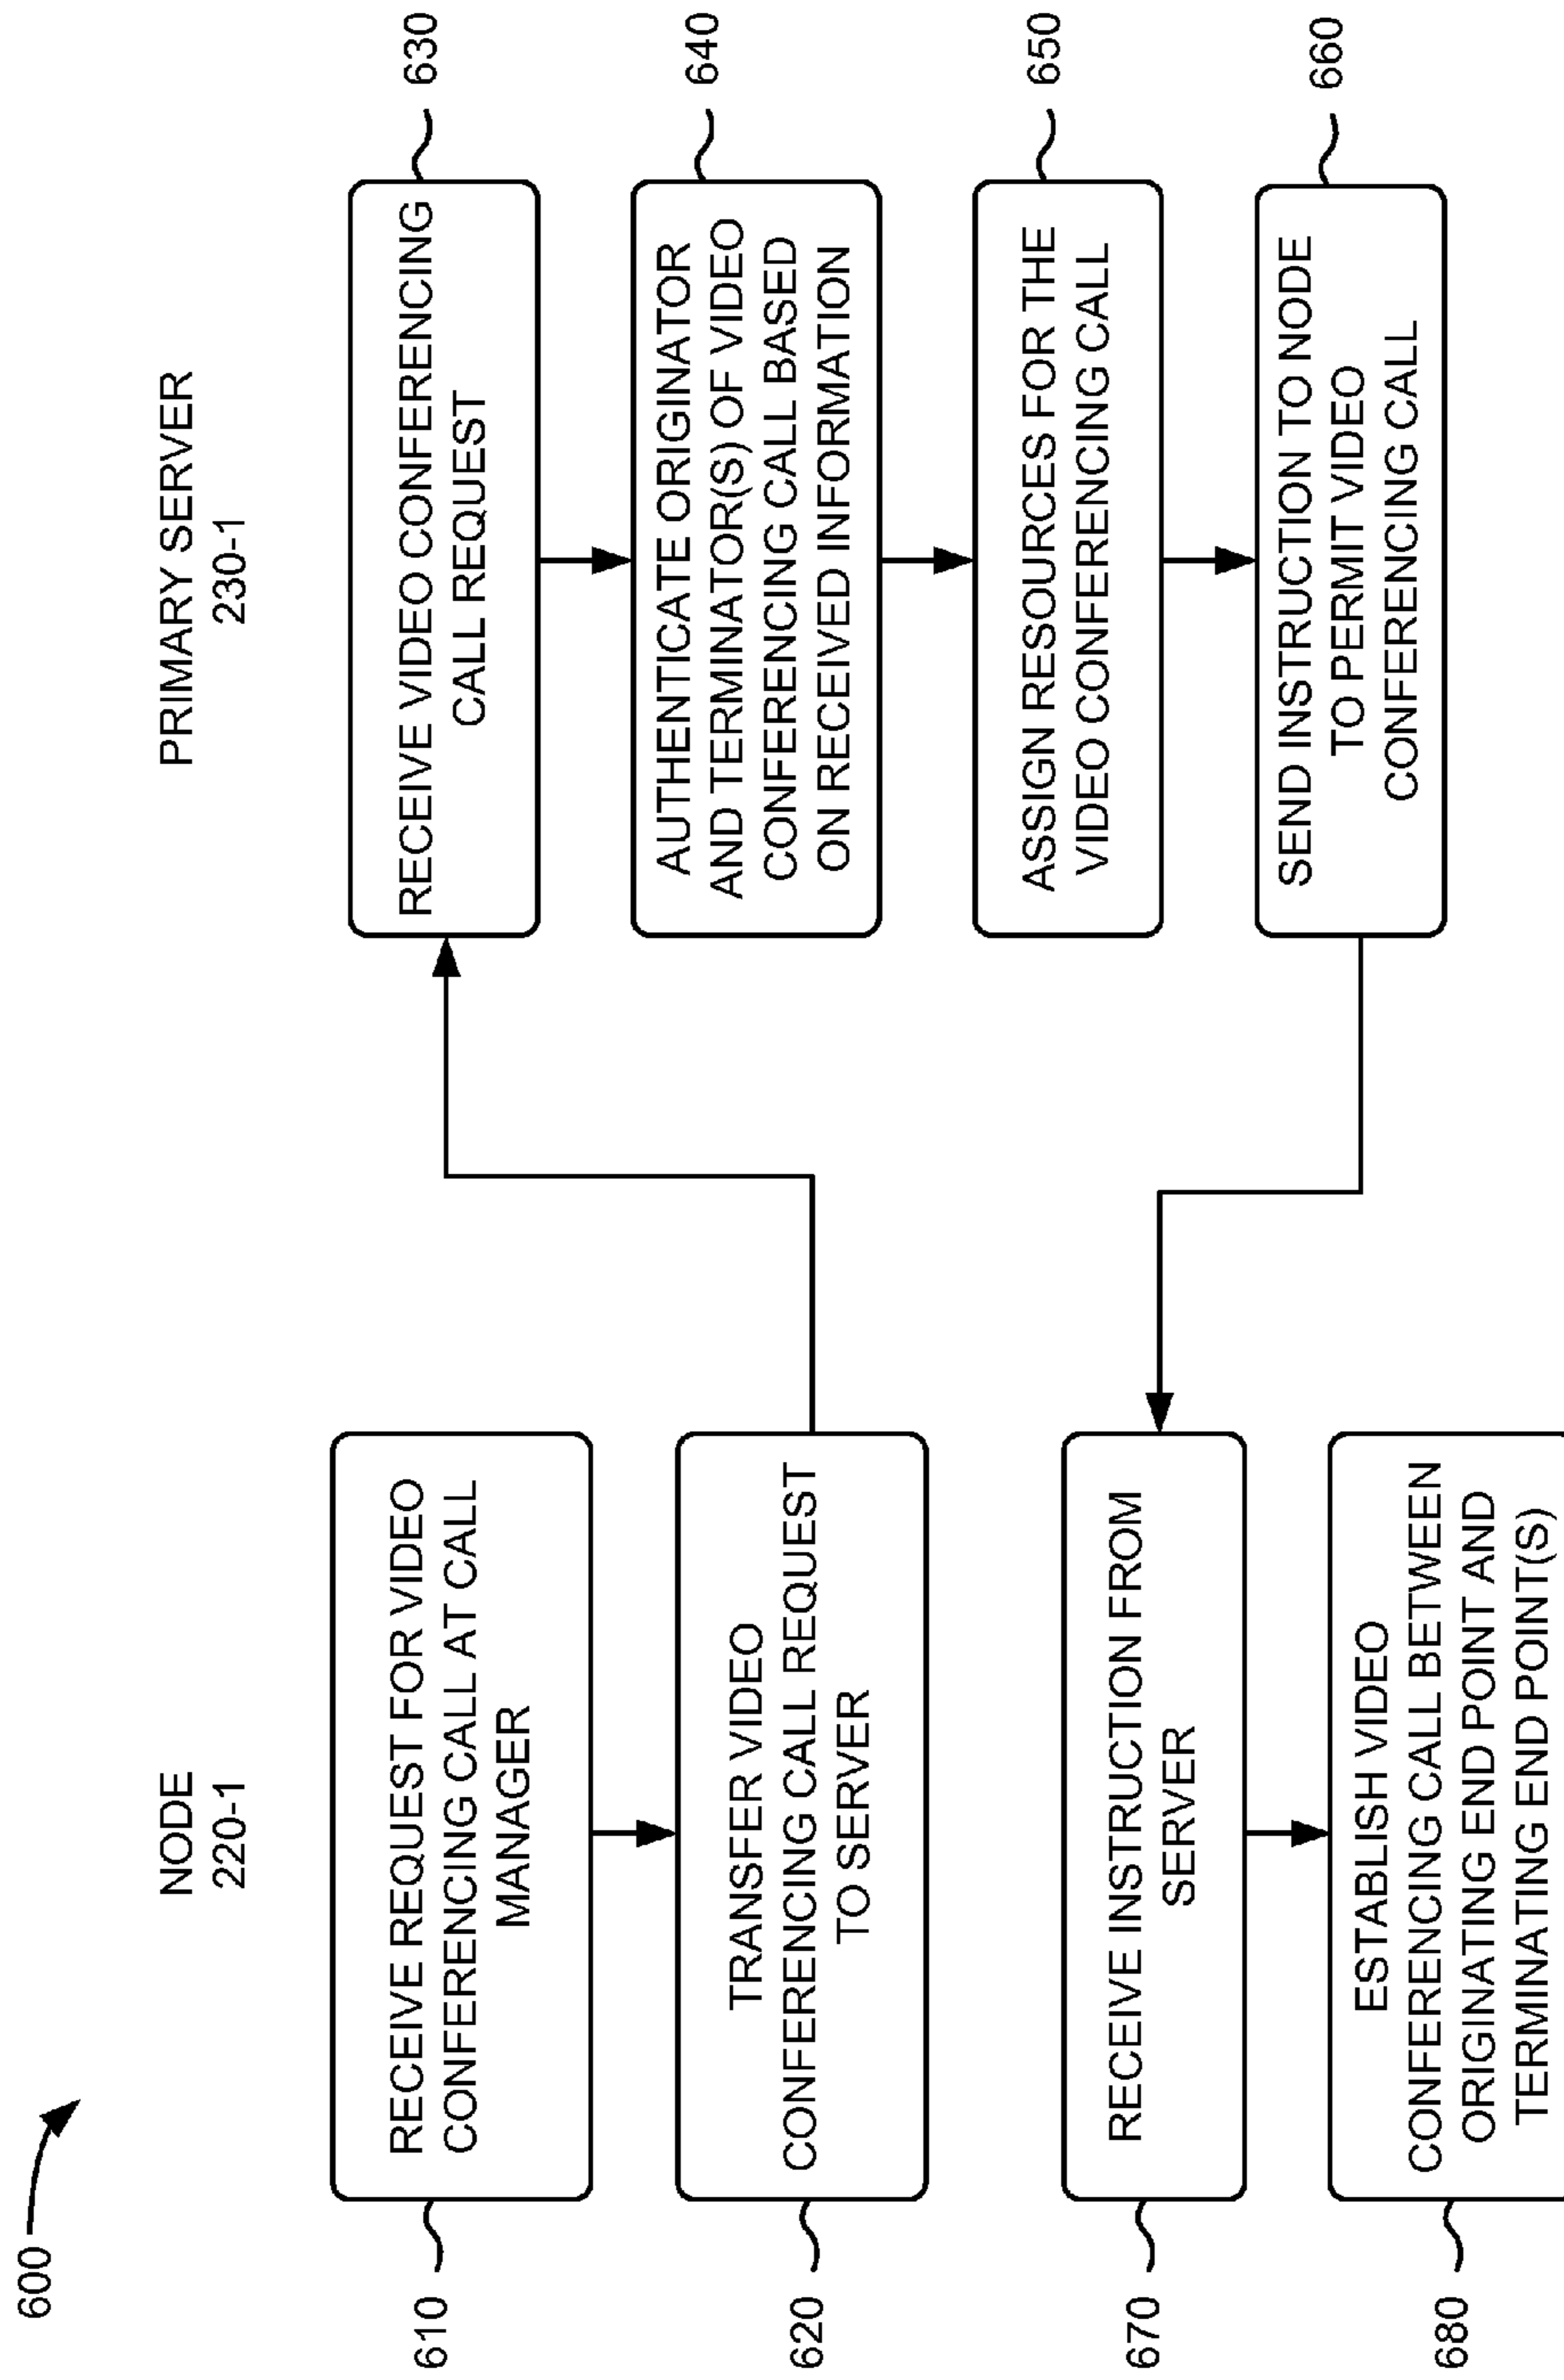 600
NODE
220-1
610
RECEIVE REQUEST FOR VIDEO
CONFERENCING CALL AT CALL
MANAGER
620
TRANSFER VIDEO
CONFERENCING CALL REQUEST
TO SERVER
PRIMARY SERVER
230-1
RECEIVE VIDEO CONFERENCING
CALL REQUEST
630
AUTHENTICATE ORIGINATOR
AND TERMINATOR(S) OF VIDEO
CONFERENCING CALL BASED
ON RECEIVED INFORMATION
640
ASSIGN RESOURCES FOR THE
VIDEO CONFERENCING CALL
650
SEND INSTRUCTION TO NODE
TO PERMIT VIDEO
CONFERENCING CALL
660
670
RECEIVE INSTRUCTION FROM
SERVER
680
ESTABLISH VIDEO
CONFERENCING CALL BETWEEN
ORIGINATING END POINT AND
TERMINATING END POINT(S)